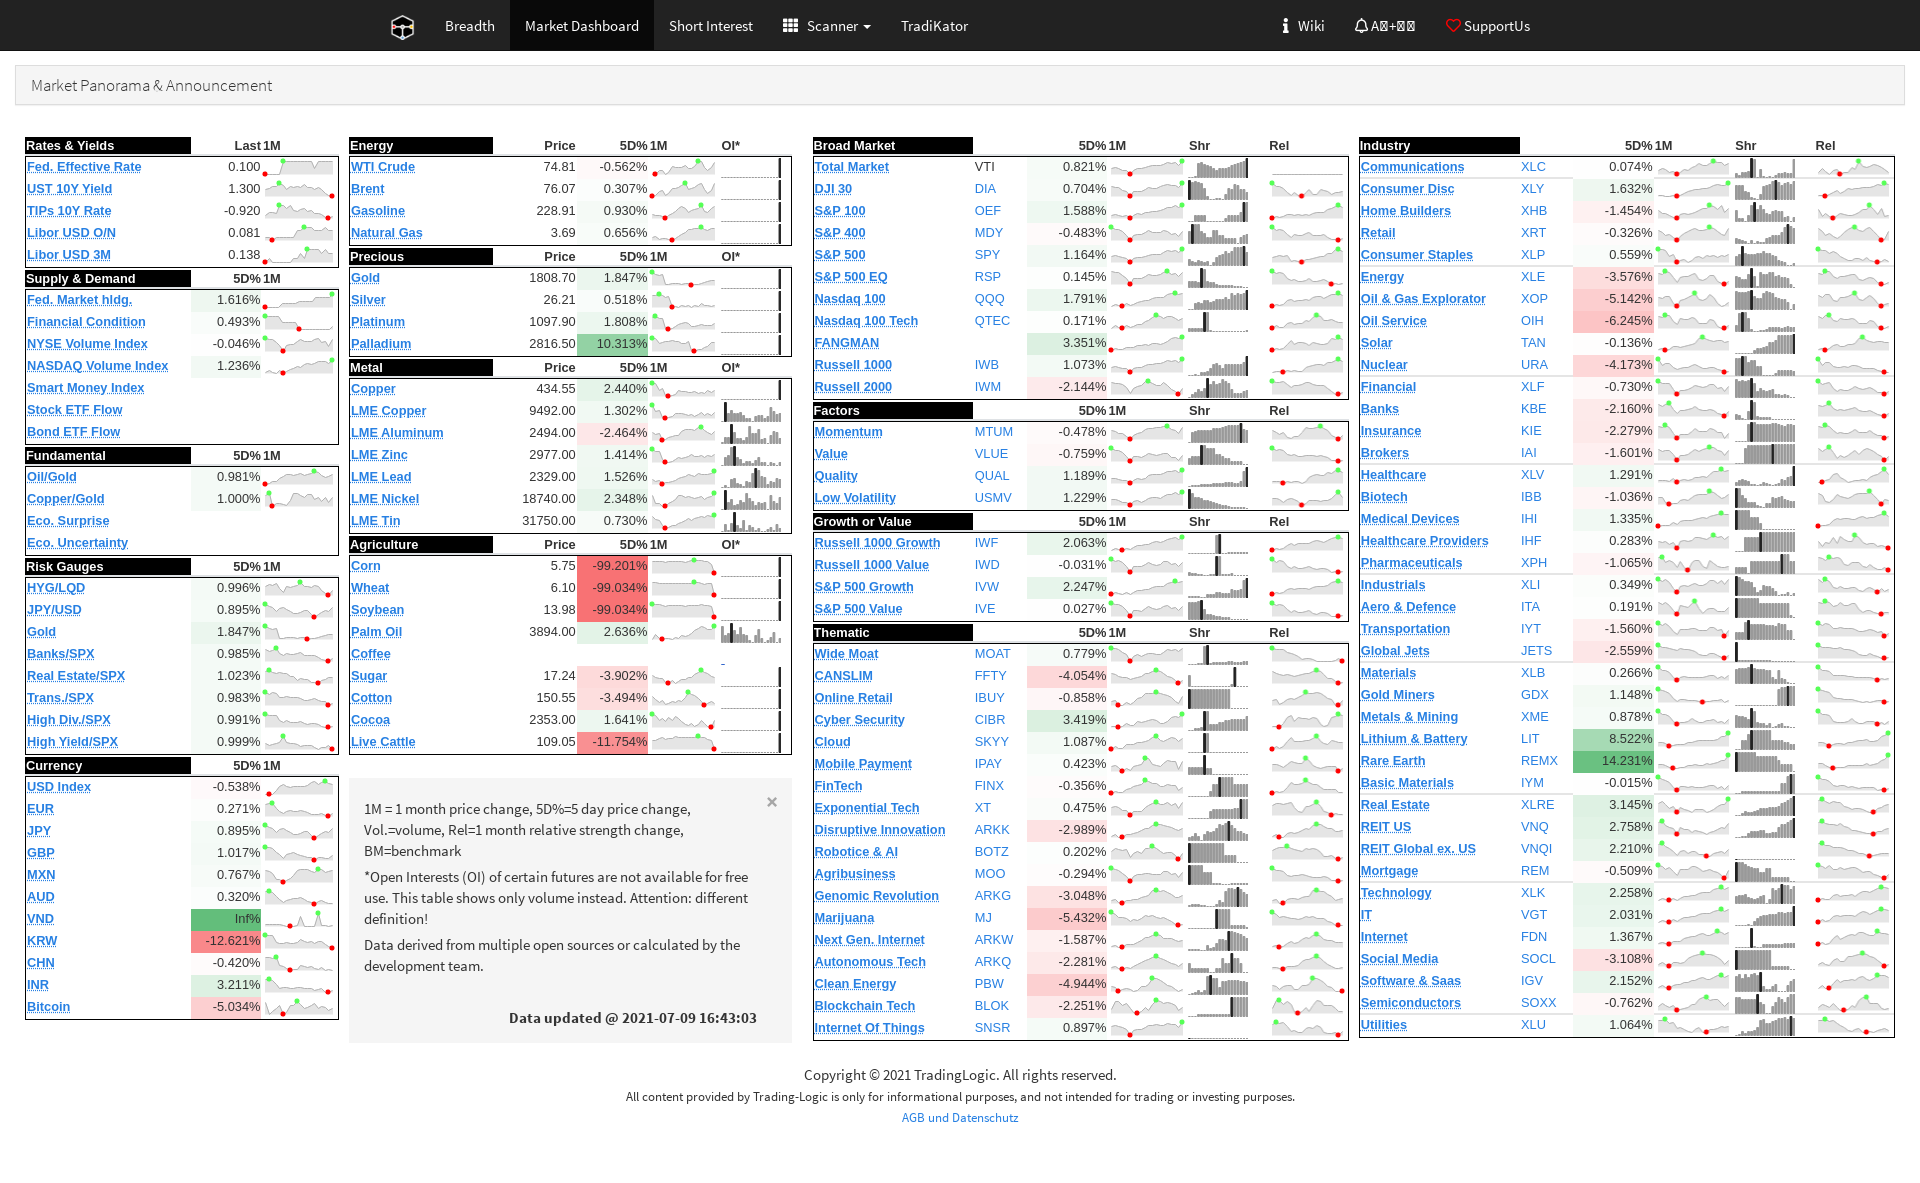 Breadth Market Dashboard Short Interest Scanner TradiKator Wiki SupportUs
Market Panorama & Announcement
Rates & Yields Last 1M
Fed. Effective Rate 0.100
UST 10Y Yield 1.300
TIPs 10Y Rate -0.920
Libor USD O/N 0.081
Libor USD 3M 0.138
Supply & Demand 5D% 1M
Fed. Market hldg. 1.616%
Financial Condition 0.493%
NYSE Volume Index -0.046%
NASDAQ Volume Index 1.236%
Smart Money Index
Stock ETF Flow
Bond ETF Flow
Fundamental 5D% 1M
Oil/Gold 0.981%
Copper/Gold 1.000%
Eco. Surprise
Eco. Uncertainty
Risk Gauges 5D% 1M
HYG/LQD 0.996%
JPY/USD 0.895%
Gold 1.847%
Banks/SPX 0.985%
Real Estate/SPX 1.023%
Trans./SPX 0.983%
High Div./SPX 0.991%
High Yield/SPX 0.999%
Currency 5D% 1M
USD Index -0.538%
EUR 0.271%
JPY 0.895%
GBP 1.017%
MXN 0.767%
AUD 0.320%
VND Inf%
KRW -12.621%
CHN -0.420%
INR 3.211%
Bitcoin -5.034%
Energy Price 5D% 1M OI*
WTI Crude 74.81 -0.562%
Brent 76.07 0.307%
Gasoline 228.91 0.930%
Natural Gas 3.69 0.656%
Precious Price 5D% 1M OI*
Gold 1808.70 1.847%
Silver 26.21 0.518%
Platinum 1097.90 1.808%
Palladium 2816.50 10.313%
Metal Price 5D% 1M OI*
Copper 434.55 2.440%
LME Copper 9492.00 1.302%
LME Aluminum 2494.00 -2.464%
LME Zinc 2977.00 1.414%
LME Lead 2329.00 1.526%
LME Nickel 18740.00 2.348%
LME Tin 31750.00 0.730%
Agriculture Price 5D% 1M OI*
Corn 5.75 -99.201%
Wheat 6.10 -99.034%
Soybean 13.98 -99.034%
Palm Oil 3894.00 2.636%
Coffee -
Sugar 17.24 -3.902%
Cotton 150.55 -3.494%
Cocoa 2353.00 1.641%
Live Cattle 109.05 -11.754%
×
1M = 1 month price change, 5D%=5 day price change,
Vol.=volume, Rel=1 month relative strength change,
BM=benchmark
*Open Interests (OI) of certain futures are not available for free
use. This table shows only volume instead. Attention: different
definition!
Data derived from multiple open sources or calculated by the
development team.
Data updated @ 2021-07-09 16:43:03
Broad Market 5D% 1M Shr Rel
Total Market VTI 0.821%
DJI 30 DIA 0.704%
S&P 100 OEF 1.588%
S&P 400 MDY -0.483%
S&P 500 SPY 1.164%
S&P 500 EQ RSP 0.145%
Nasdaq 100 QQQ 1.791%
Nasdaq 100 Tech QTEC 0.171%
FANGMAN 3.351%
Russell 1000 IWB 1.073%
Russell 2000 IWM -2.144%
Factors 5D% 1M Shr Rel
Momentum MTUM -0.478%
Value VLUE -0.759%
Quality QUAL 1.189%
Low Volatility USMV 1.229%
Growth or Value 5D% 1M Shr Rel
Russell 1000 Growth IWF 2.063%
Russell 1000 Value IWD -0.031%
S&P 500 Growth IVW 2.247%
S&P 500 Value IVE 0.027%
Thematic 5D% 1M Shr Rel
Wide Moat MOAT 0.779%
CANSLIM FFTY -4.054%
Online Retail IBUY -0.858%
Cyber Security CIBR 3.419%
Cloud SKYY 1.087%
Mobile Payment IPAY 0.423%
FinTech FINX -0.356%
Exponential Tech XT 0.475%
Disruptive Innovation ARKK -2.989%
Robotice & AI BOTZ 0.202%
Agribusiness MOO -0.294%
Genomic Revolution ARKG -3.048%
Marijuana MJ -5.432%
Next Gen. Internet ARKW -1.587%
Autonomous Tech ARKQ -2.281%
Clean Energy PBW -4.944%
Blockchain Tech BLOK -2.251%
Internet Of Things SNSR 0.897%
Industry 5D% 1M Shr Rel
Communications XLC 0.074%
Consumer Disc XLY 1.632%
Home Builders XHB -1.454%
Retail XRT -0.326%
Consumer Staples XLP 0.559%
Energy XLE -3.576%
Oil & Gas Explorator XOP -5.142%
Oil Service OIH -6.245%
Solar TAN -0.136%
Nuclear URA -4.173%
Financial XLF -0.730%
Banks KBE -2.160%
Insurance KIE -2.279%
Brokers IAI -1.601%
Healthcare XLV 1.291%
Biotech IBB -1.036%
Medical Devices IHI 1.335%
Healthcare Providers IHF 0.283%
Pharmaceuticals XPH -1.065%
Industrials XLI 0.349%
Aero & Defence ITA 0.191%
Transportation IYT -1.560%
Global Jets JETS -2.559%
Materials XLB 0.266%
Gold Miners GDX 1.148%
Metals & Mining XME 0.878%
Lithium & Battery LIT 8.522%
Rare Earth REMX 14.231%
Basic Materials IYM -0.015%
Real Estate XLRE 3.145%
REIT US VNQ 2.758%
REIT Global ex. US VNQI 2.210%
Mortgage REM -0.509%
Technology XLK 2.258%
IT VGT 2.031%
Internet FDN 1.367%
Social Media SOCL -3.108%
Software & Saas IGV 2.152%
Semiconductors SOXX -0.762%
Utilities XLU 1.064%
Copyright © 2021 TradingLogic. All rights reserved.
All content provided by Trading-Logic is only for informational purposes, and not intended for trading or investing purposes.
AGB und Datenschutz